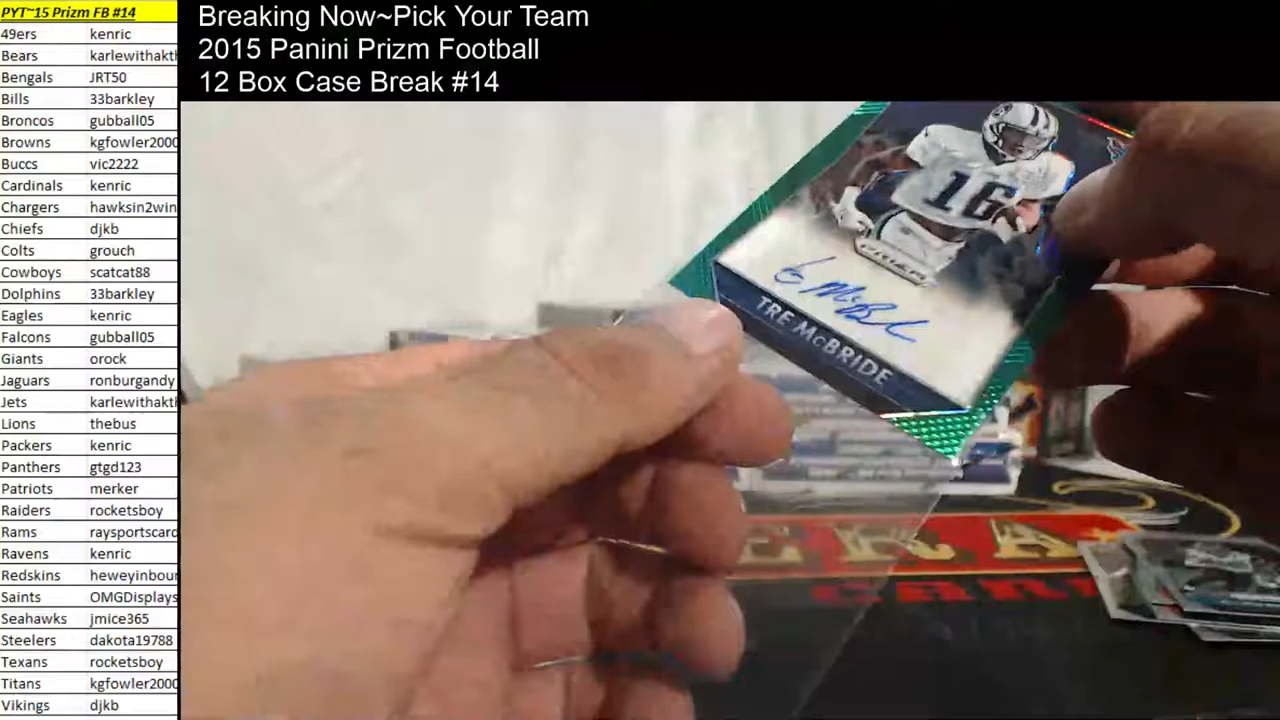 PYT~15 Prizm FB #14
49ers kenric
Bears karlewithakth
Bengals JRT50
Bills 33barkley
Broncos gubball05
Browns kgfowler2000
Buccs vic2222
Cardinals kenric
Chargers hawksin2win
Chiefs djkb
Colts grouch
Cowboys scatcat88
Dolphins 33barkley
Eagles kenric
Falcons gubball05
Giants orock
Jaguars ronburgandy
Jets karlewithakth
Lions thebus
Packers kenric
Panthers gtgd123
Patriots merker
Raiders rocketsboy
Rams raysportscard
Ravens kenric
Redskins heweyinbour
Saints OMGDisplays
Seahawks jmice365
Steelers dakota19788
Texans rocketsboy
Titans kgfowler2000
Vikings djkb
Breaking Now~Pick Your Team
2015 Panini Prizm Football
12 Box Case Break #14
16
PRIZM
TRE McBRIDE